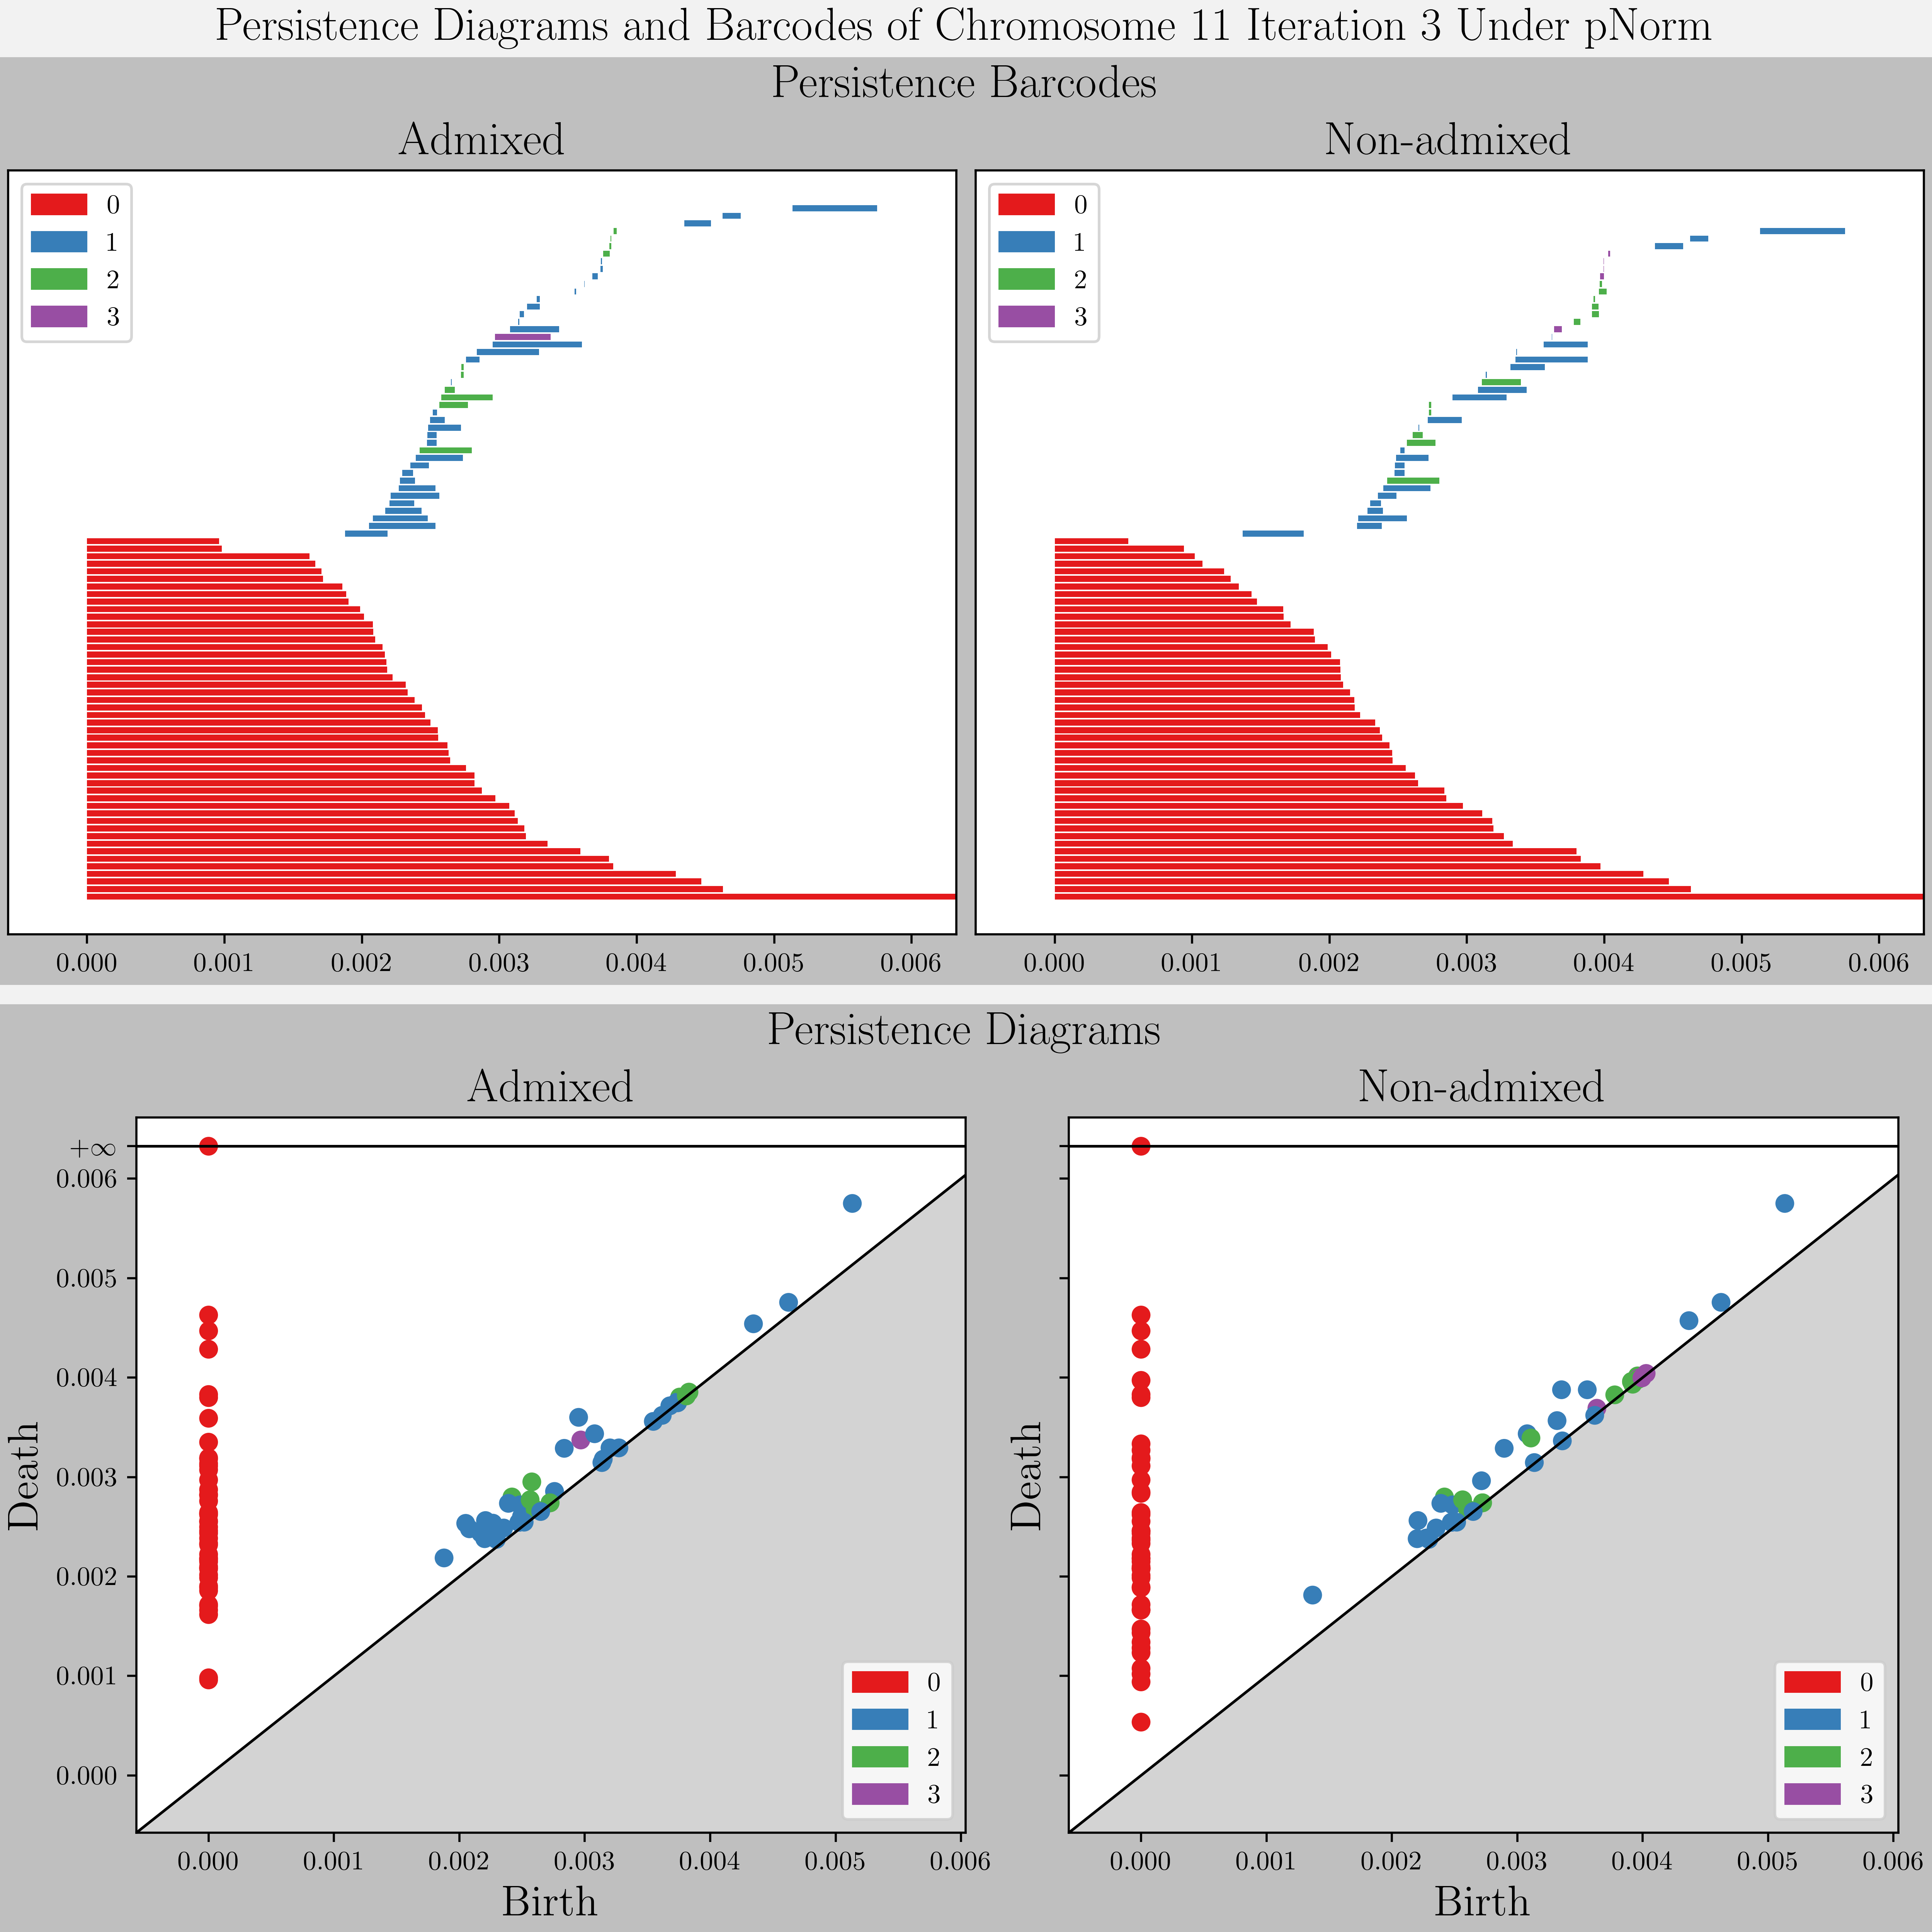 Persistence Diagrams and Barcodes of Chromosome 11 Iteration 3 Under pNorm
Persistence Barcodes
Admixed
0
1
2
3
0.000 0.001 0.002 0.003 0.004 0.005 0.006
Non-admixed
0
1
2
3
0.000 0.001 0.002 0.003 0.004 0.005 0.006
Persistence Diagrams
Admixed
+∞
0.006
0.005
0.004
0.003
0.002
0.001
0.000
Death
0
1
2
3
0.000 0.001 0.002 0.003 0.004 0.005 0.006
Birth
Non-admixed
Death
0
1
2
3
0.000 0.001 0.002 0.003 0.004 0.005 0.006
Birth